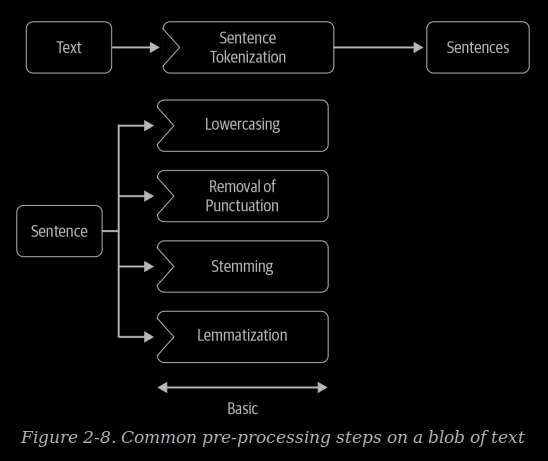 Text
Sentence
Tokenization
Sentences
Lowercasing
Removal of
Punctuation
Sentence
Stemming
Lemmatization
Basic
Figure 2-8. Common pre-processing steps on a blob of text